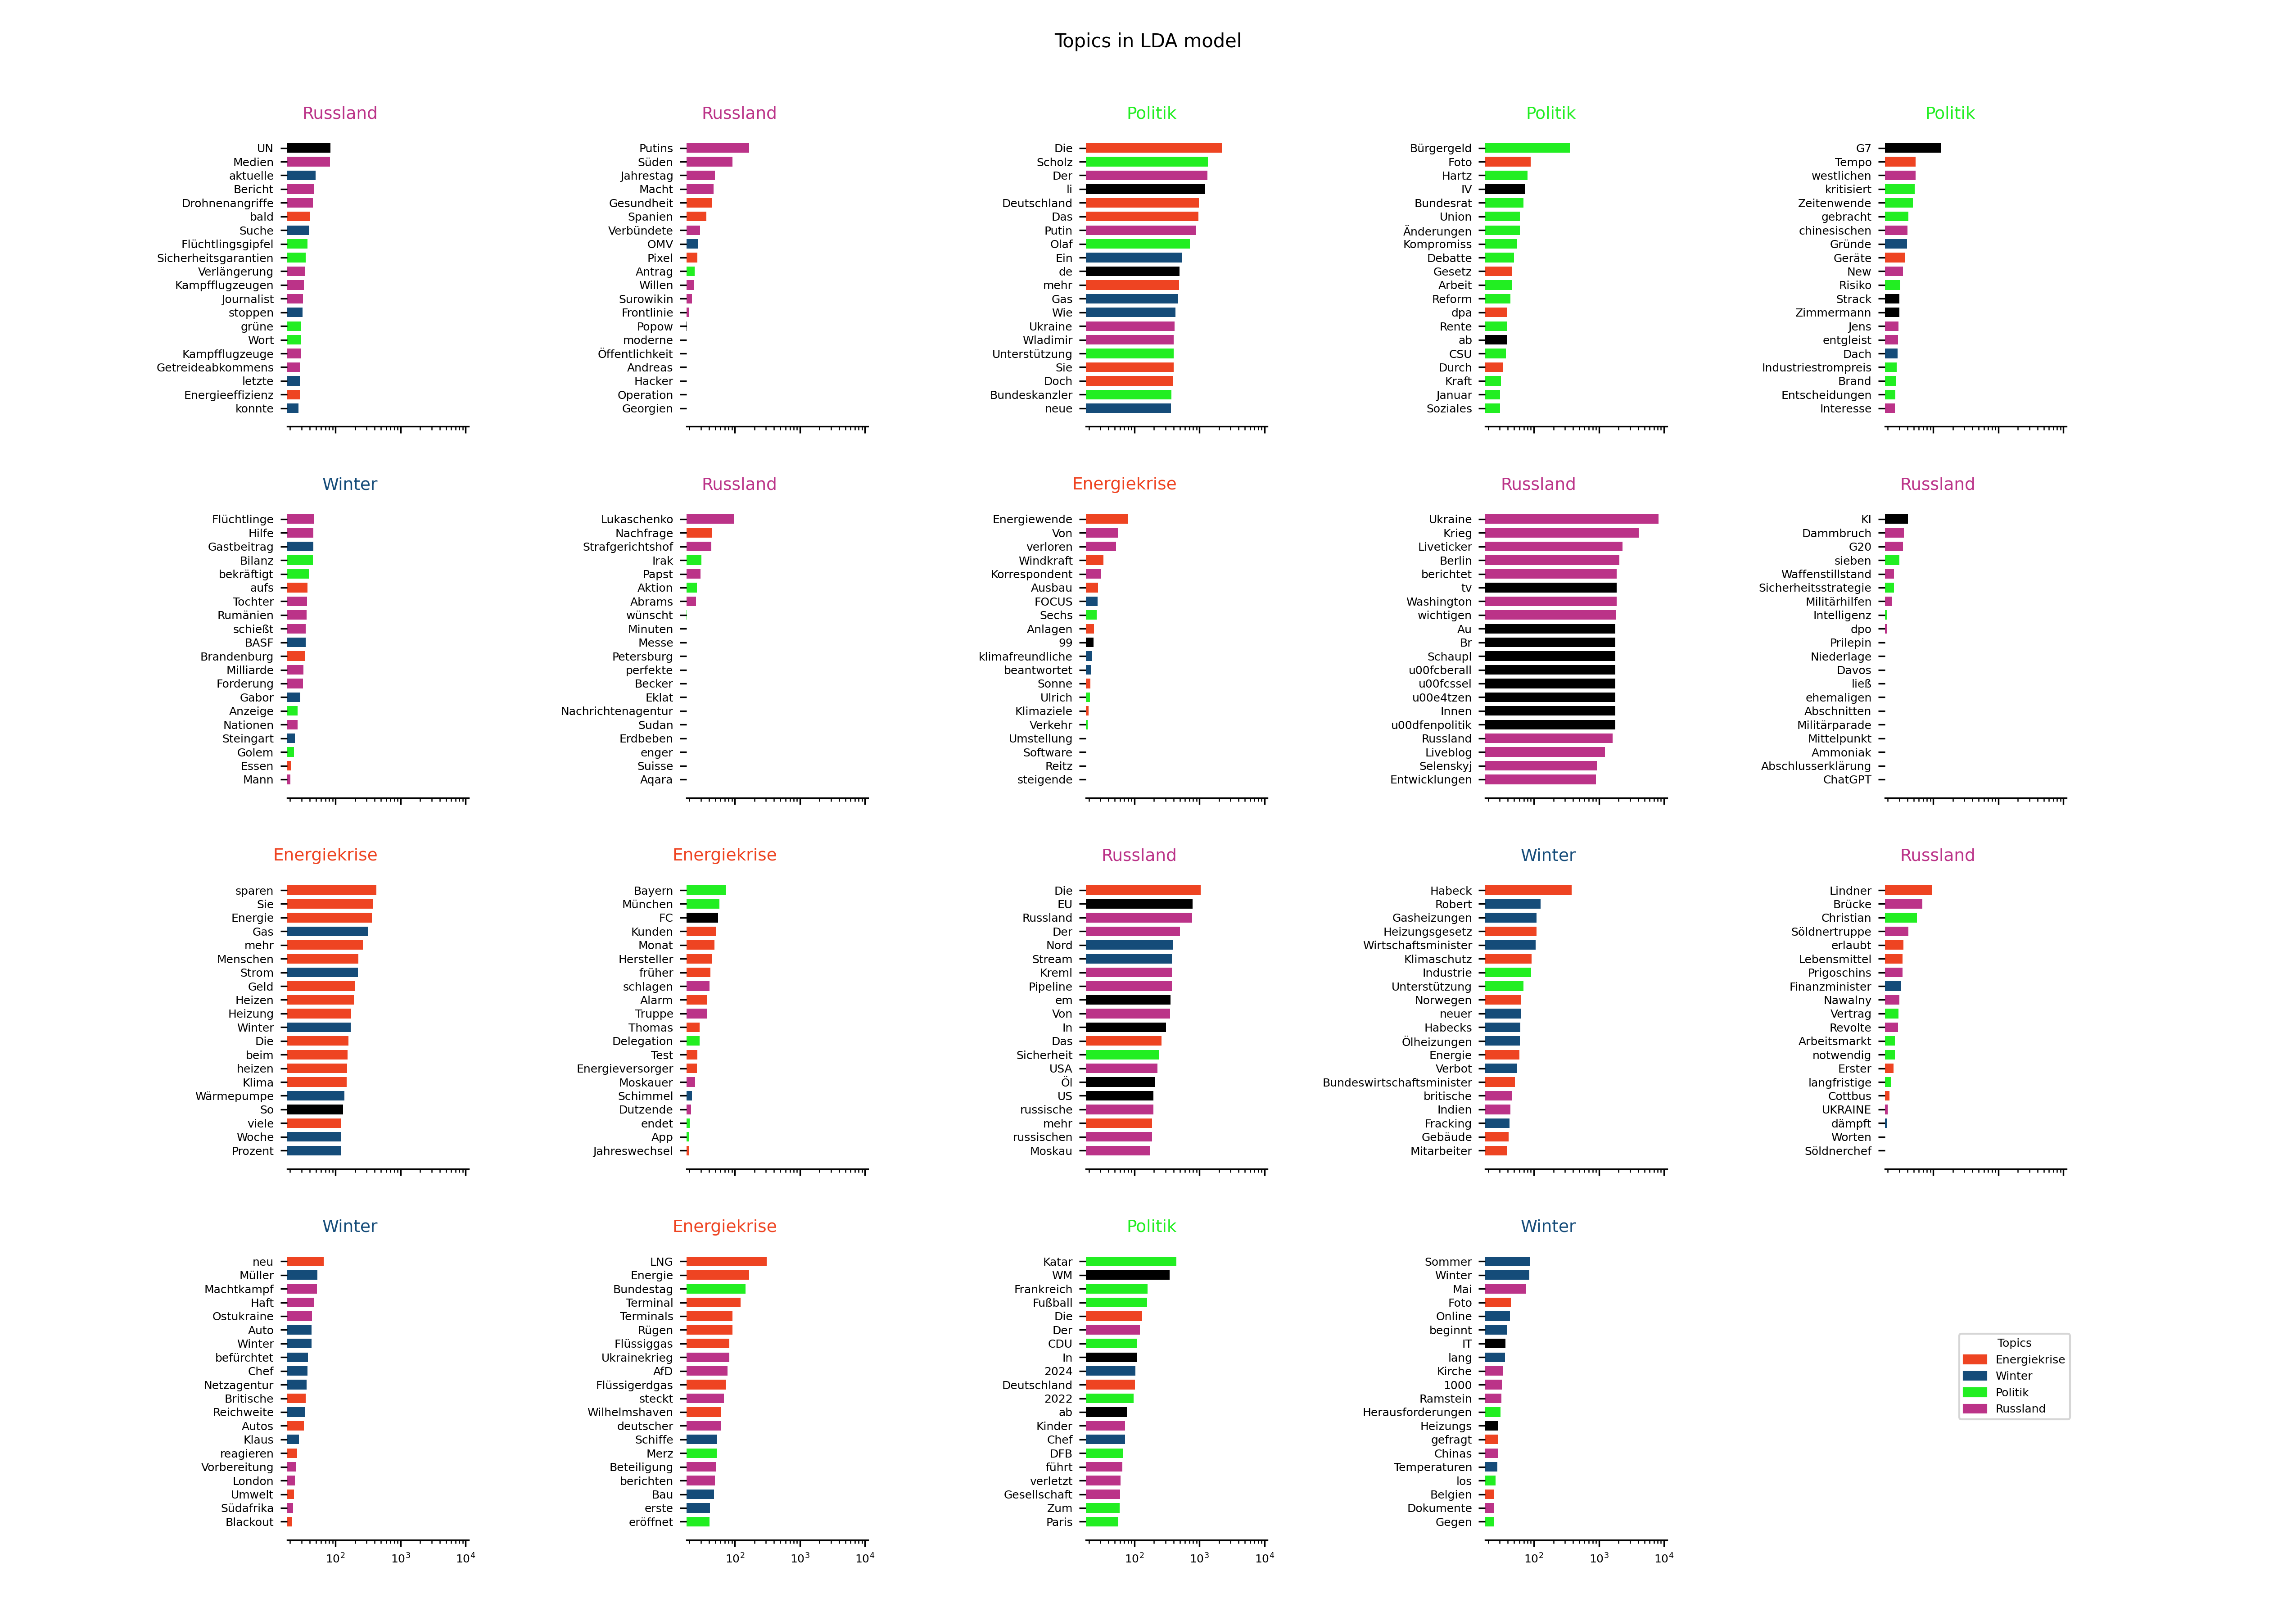 Topics in LDA model
Russland
UN
Medien
aktuelle
Bericht
Drohnenangriffe
bald
Suche
Flüchtlingsgipfel
Sicherheitsgarantien
Verlängerung
Kampfflugzeugen
Journalist
stoppen
grüne
Wort
Kampfflugzeuge
Getreideabkommens
letzte
Energieeffizienz
konnte
Russland
Putins
Süden
Jahrestag
Macht
Gesundheit
Spanien
Verbündete
OMV
Pixel
Antrag
Willen
Surowikin
Frontlinie
Popow
moderne
Öffentlichkeit
Andreas
Hacker
Operation
Georgien
Politik
Die
Scholz
Der
li
Deutschland
Das
Putin
Olaf
Ein
de
mehr
Gas
Wie
Ukraine
Wladimir
Unterstützung
Sie
Doch
Bundeskanzler
neue
Politik
Bürgergeld
Foto
Hartz
IV
Bundesrat
Union
Änderungen
Kompromiss
Debatte
Gesetz
Arbeit
Reform
dpa
Rente
ab
CSU
Durch
Kraft
Januar
Soziales
Politik
G7
Tempo
westlichen
kritisiert
Zeitenwende
gebracht
chinesischen
Gründe
Geräte
New
Risiko
Strack
Zimmermann
Jens
entgleist
Dach
Industriestrompreis
Brand
Entscheidungen
Interesse
Winter
Flüchtlinge
Hilfe
Gastbeitrag
Bilanz
bekräftigt
aufs
Tochter
Rumänien
schießt
BASF
Brandenburg
Milliarde
Forderung
Gabor
Anzeige
Nationen
Steingart
Golem
Essen
Mann
Russland
Lukaschenko
Nachfrage
Strafgerichtshof
Irak
Papst
Aktion
Abrams
wünscht
Minuten
Messe
Petersburg
perfekte
Becker
Eklat
Nachrichtenagentur
Sudan
Erdbeben
enger
Suisse
Aqara
Energiekrise
Energiewende
Von
verloren
Windkraft
Korrespondent
Ausbau
FOCUS
Sechs
Anlagen
99
klimafreundliche
beantwortet
Sonne
Ulrich
Klimaziele
Verkehr
Umstellung
Software
Reitz
steigende
Russland
Ukraine
Krieg
Liveticker
Berlin
berichtet
tv
Washington
wichtigen
Au
Br
Schaupl
u00fcberall
u00fcssel
u00e4tzen
Innen
u00dfenpolitik
Russland
Liveblog
Selenskyj
Entwicklungen
Russland
KI
Dammbruch
G20
sieben
Waffenstillstand
Sicherheitsstrategie
Militärhilfen
Intelligenz
dpo
Prilepin
Niederlage
Davos
ließ
ehemaligen
Abschnitten
Militärparade
Mittelpunkt
Ammoniak
Abschlusserklärung
ChatGPT
Energiekrise
sparen
Sie
Energie
Gas
mehr
Menschen
Strom
Geld
Heizen
Heizung
Winter
Die
beim
heizen
Klima
Wärmepumpe
So
viele
Woche
Prozent
Energiekrise
Bayern
München
FC
Kunden
Monat
Hersteller
früher
schlagen
Alarm
Truppe
Thomas
Delegation
Test
Energieversorger
Moskauer
Schimmel
Dutzende
endet
App
Jahreswechsel
Russland
Die
EU
Russland
Der
Nord
Stream
Kreml
Pipeline
em
Von
In
Das
Sicherheit
USA
Öl
US
russische
mehr
russischen
Moskau
Winter
Habeck
Robert
Gasheizungen
Heizungsgesetz
Wirtschaftsminister
Klimaschutz
Industrie
Unterstützung
Norwegen
neuer
Habecks
Ölheizungen
Energie
Verbot
Bundeswirtschaftsminister
britische
Indien
Fracking
Gebäude
Mitarbeiter
Russland
Lindner
Brücke
Christian
Söldnertruppe
erlaubt
Lebensmittel
Prigoschins
Finanzminister
Nawalny
Vertrag
Revolte
Arbeitsmarkt
notwendig
Erster
langfristige
Cottbus
UKRAINE
dämpft
Worten
Söldnerchef
Winter
neu
Müller
Machtkampf
Haft
Ostukraine
Auto
Winter
befürchtet
Chef
Netzagentur
Britische
Reichweite
Autos
Klaus
reagieren
Vorbereitung
London
Umwelt
Südafrika
Blackout
10² 10³ 10⁴
Energiekrise
LNG
Energie
Bundestag
Terminal
Terminals
Rügen
Flüssiggas
Ukrainekrieg
AfD
Flüssigerdgas
steckt
Wilhelmshaven
deutscher
Schiffe
Merz
Beteiligung
berichten
Bau
erste
eröffnet
10² 10³ 10⁴
Politik
Katar
WM
Frankreich
Fußball
Die
Der
CDU
In
2024
Deutschland
2022
ab
Kinder
Chef
DFB
führt
verletzt
Gesellschaft
Zum
Paris
10² 10³ 10⁴
Winter
Sommer
Winter
Mai
Foto
Online
beginnt
IT
lang
Kirche
1000
Ramstein
Herausforderungen
Heizungs
gefragt
Chinas
Temperaturen
los
Belgien
Dokumente
Gegen
10² 10³ 10⁴
Topics
Energiekrise
Winter
Politik
Russland